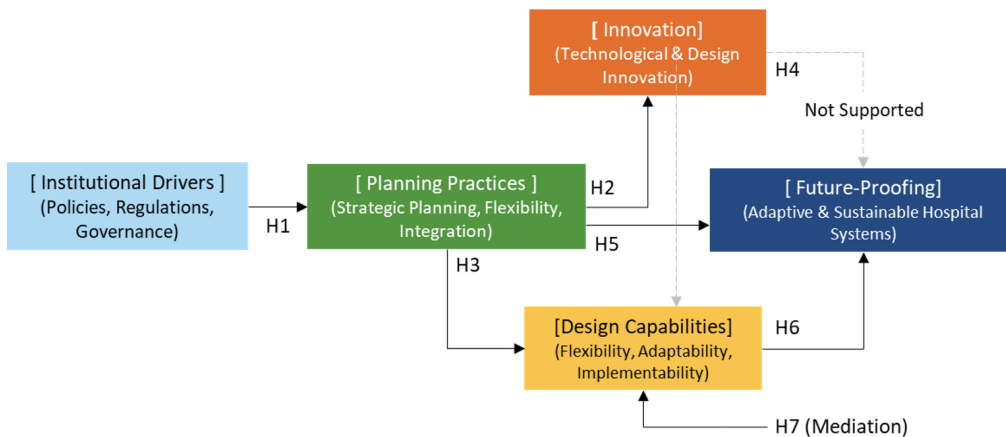 [ Innovation]
(Technological & Design
Innovation)
H4
Not Supported
[ Institutional Drivers ]
(Policies, Regulations,
Governance)
H1
[ Planning Practices ]
(Strategic Planning, Flexibility,
Integration)
H2
H5
H3
[ Future-Proofing]
(Adaptive & Sustainable Hospital
Systems)
[Design Capabilities]
(Flexibility, Adaptability,
Implementability)
H6
H7 (Mediation)